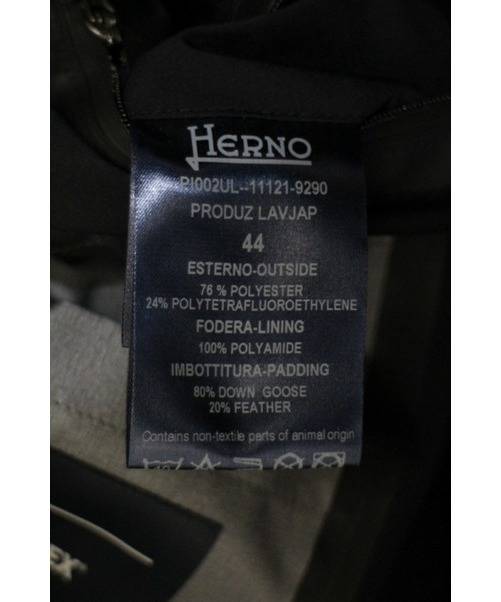 HERNO
PI002UL--11121-9290
PRODUZ LAVJAP
44
ESTERNO-OUTSIDE
76 % POLYESTER
24% POLYTETRAFLUOROETHYLENE
FODERA-LINING
100% POLYAMIDE
IMBOTTITURA-PADDING
80% DOWN GOOSE
20% FEATHER
Contains non-textile parts of animal origin